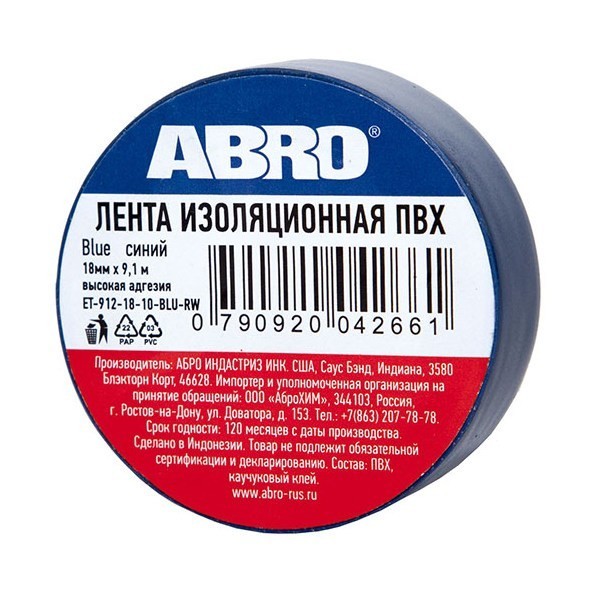 ABRO®
ЛЕНТА ИЗОЛЯЦИОННАЯ ПВХ
Blue синий
18мм х 9,1 м
высокая адгезия
ET-912-18-10-BLU-RW
0 790920 042661
22 03
PAP PVC
Производитель: АБРО ИНДАСТРИЗ ИНК. США, Саус Бэнд, Индиана, 3580
Блэкторн Корт, 46628. Импортер и уполномоченная организация на
принятие обращений: ООО «АброХИМ», 344103, Россия,
г. Ростов-на-Дону, ул. Доватора, д. 153. Тел.: +7(863) 207-78-78.
Срок годности: 120 месяцев с даты производства.
Сделано в Индонезии. Товар не подлежит обязательной
сертификации и декларированию. Состав: ПВХ,
каучуковый клей.
www.abro-rus.ru